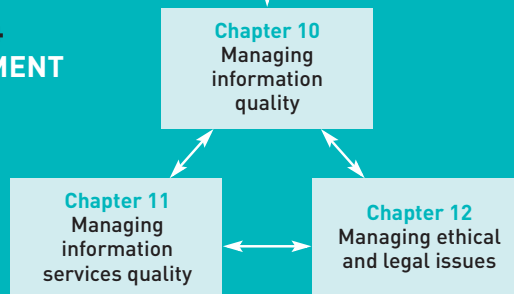 MENT
Chapter 10
Managing
information
quality
Chapter 11
Managing
information
services quality
Chapter 12
Managing ethical
and legal issues